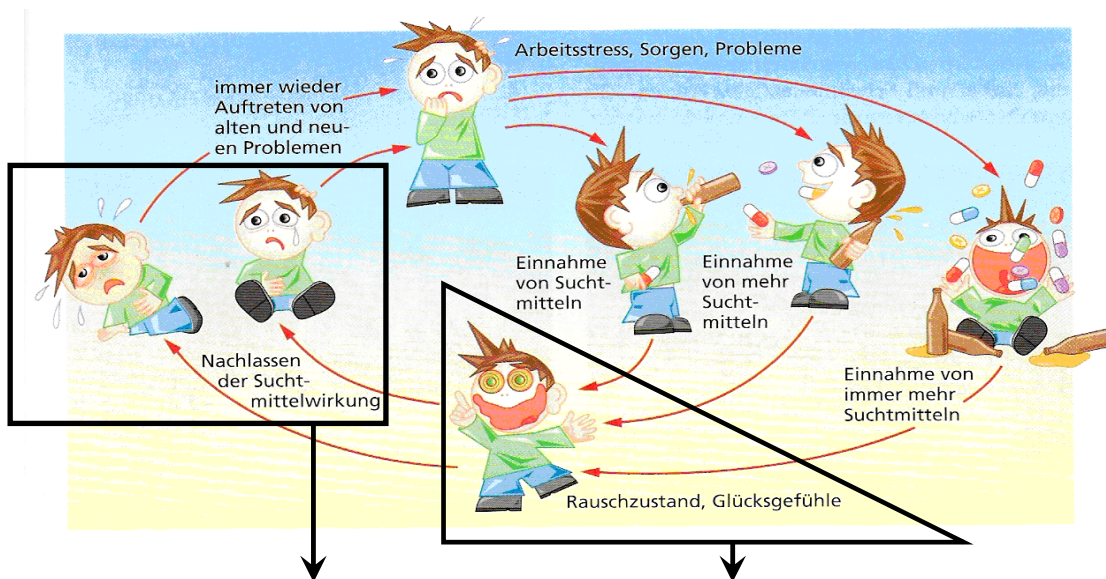 Arbeitsstress, Sorgen, Probleme
immer wieder
Auftreten von
alten und neu-
en Problemen
Einnahme
von Sucht-
mitteln
Einnahme
von mehr
Sucht-
mitteln
Einnahme von
immer mehr
Suchtmitteln
Nachlassen
der Sucht-
mittelwirkung
Rauschzustand, Glücksgefühle